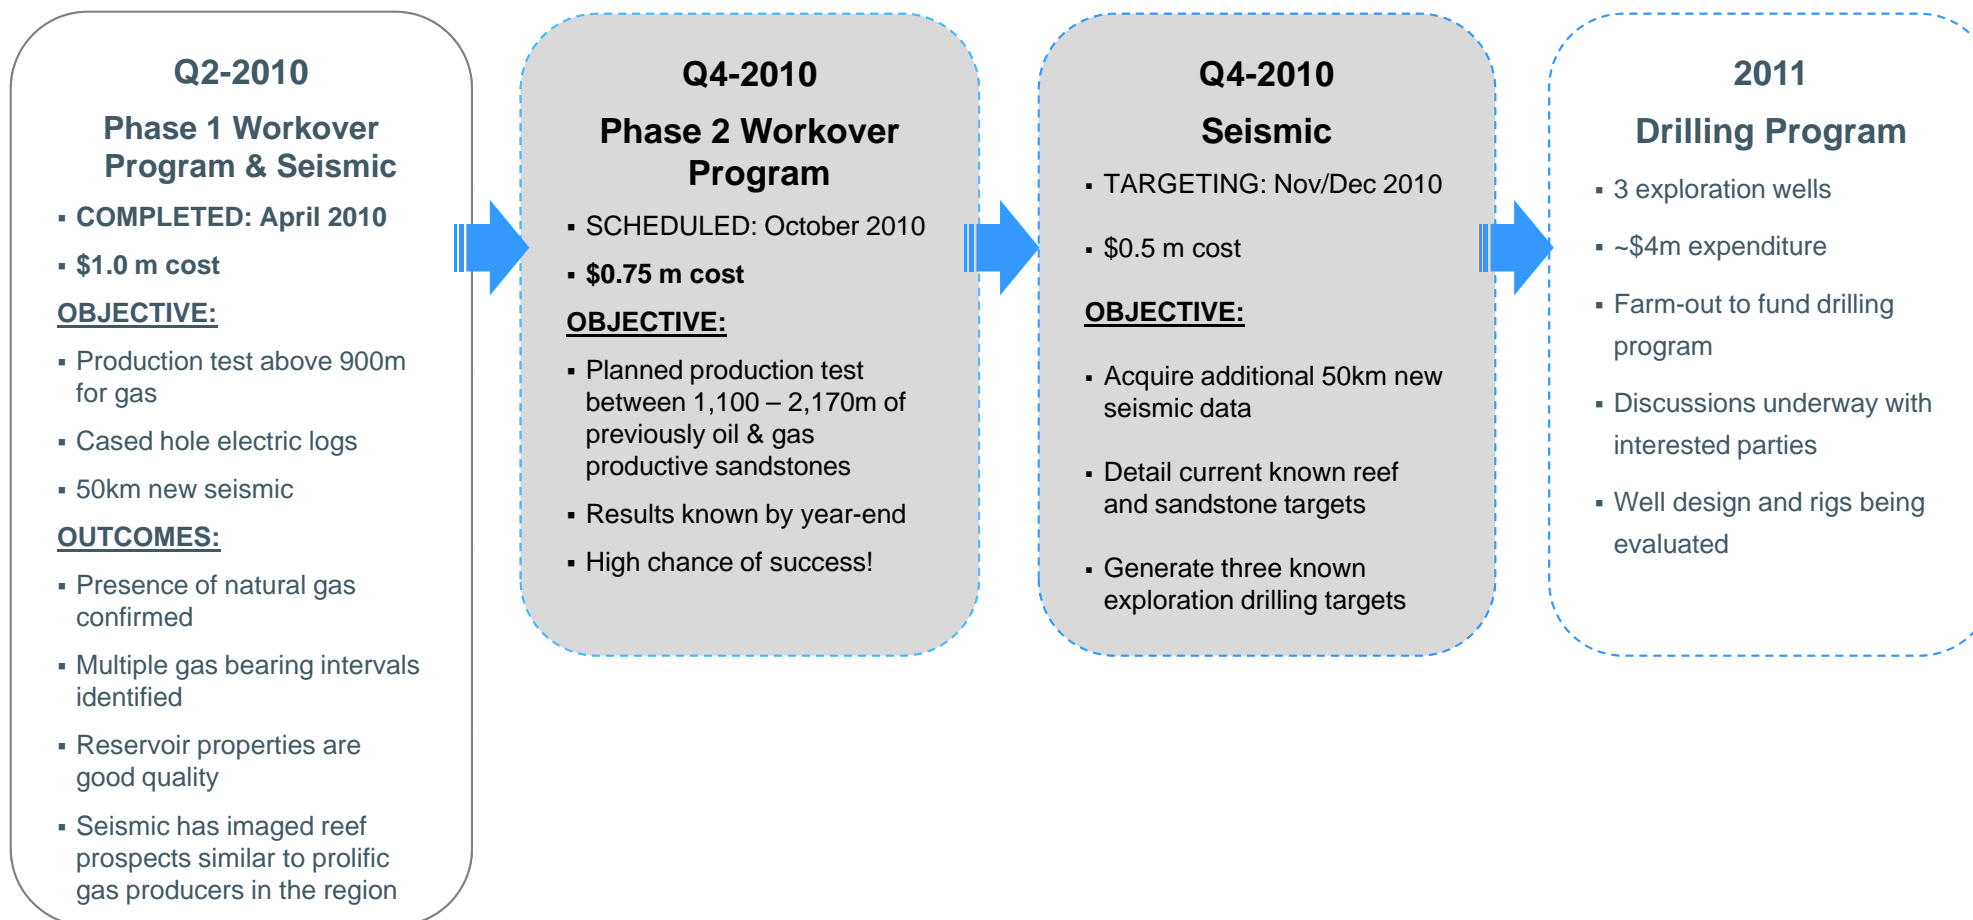 Q2-2010
Phase 1 Workover
Program & Seismic
▪ COMPLETED: April 2010
▪ $1.0 m cost
OBJECTIVE:
▪ Production test above 900m
for gas
▪ Cased hole electric logs
▪ 50km new seismic
OUTCOMES:
▪ Presence of natural gas
confirmed
▪ Multiple gas bearing intervals
identified
▪ Reservoir properties are
good quality
▪ Seismic has imaged reef
prospects similar to prolific
gas producers in the region
Q4-2010
Phase 2 Workover
Program
▪ SCHEDULED: October 2010
▪ $0.75 m cost
OBJECTIVE:
▪ Planned production test
between 1,100 – 2,170m of
previously oil & gas
productive sandstones
▪ Results known by year-end
▪ High chance of success!
Q4-2010
Seismic
▪ TARGETING: Nov/Dec 2010
▪ $0.5 m cost
OBJECTIVE:
▪ Acquire additional 50km new
seismic data
▪ Detail current known reef
and sandstone targets
▪ Generate three known
exploration drilling targets
2011
Drilling Program
▪ 3 exploration wells
▪ ~$4m expenditure
▪ Farm-out to fund drilling
program
▪ Discussions underway with
interested parties
▪ Well design and rigs being
evaluated